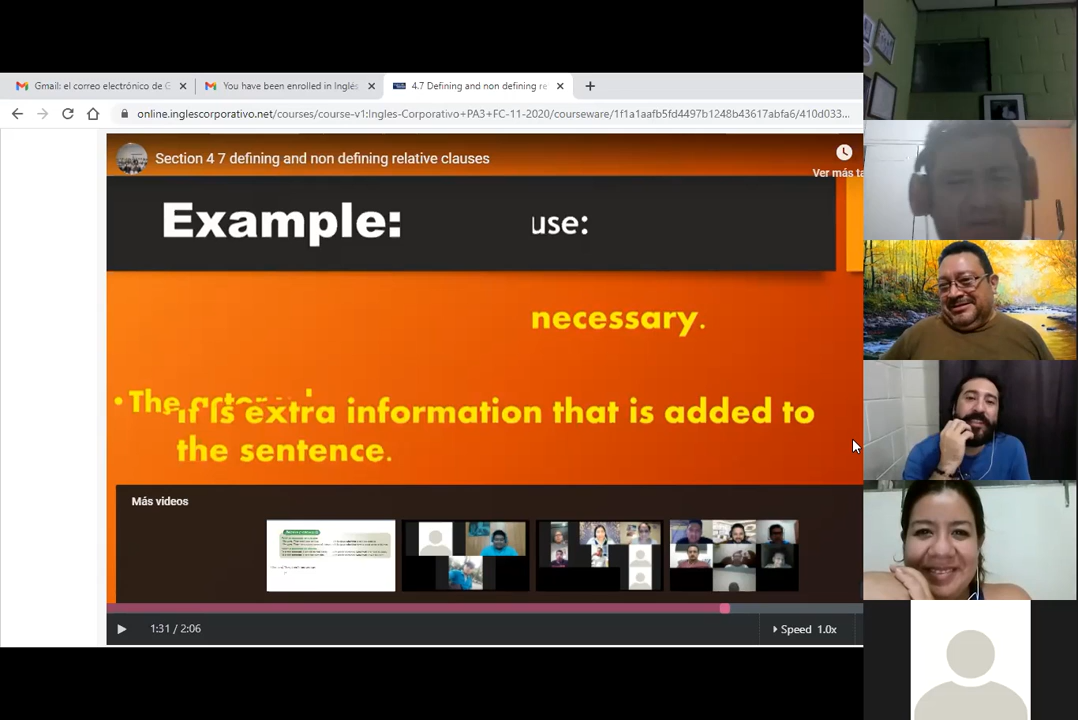 Gmail: el correo electrónico de G
You have been enrolled in Inglés
4.7 Defining and non defining re
online.inglescorporativo.net/courses/course-v1:Ingles-Corporativo+PA3+FC-11-2020/courseware/1f1a1aafb5fd4497b1248b43617abfa6/410d033...
Section 4 7 defining and non defining relative clauses
Ver más ta
Example:
use:
necessary.
• The
It is extra information that is added to
the sentence.
Más videos
1:31 / 2:06
Speed 1.0x